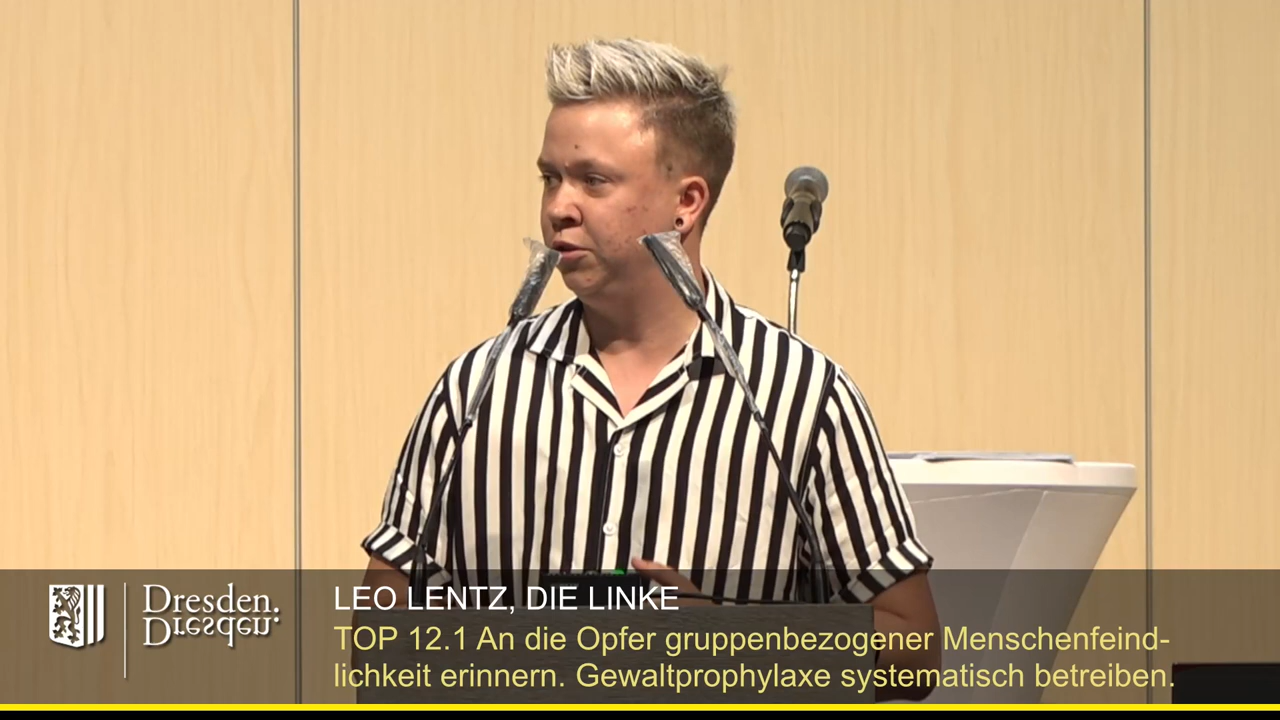 Dresden.
Dresden.
LEO LENTZ, DIE LINKE
TOP 12.1 An die Opfer gruppenbezogener Menschenfeind-
lichkeit erinnern. Gewaltprophylaxe systematisch betreiben.